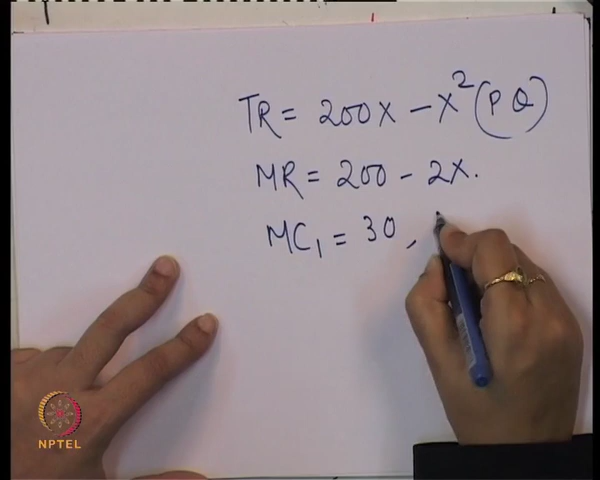 TR = 200X - X² (PQ)
MR = 200 - 2X.
MC₁ = 30,
NPTEL